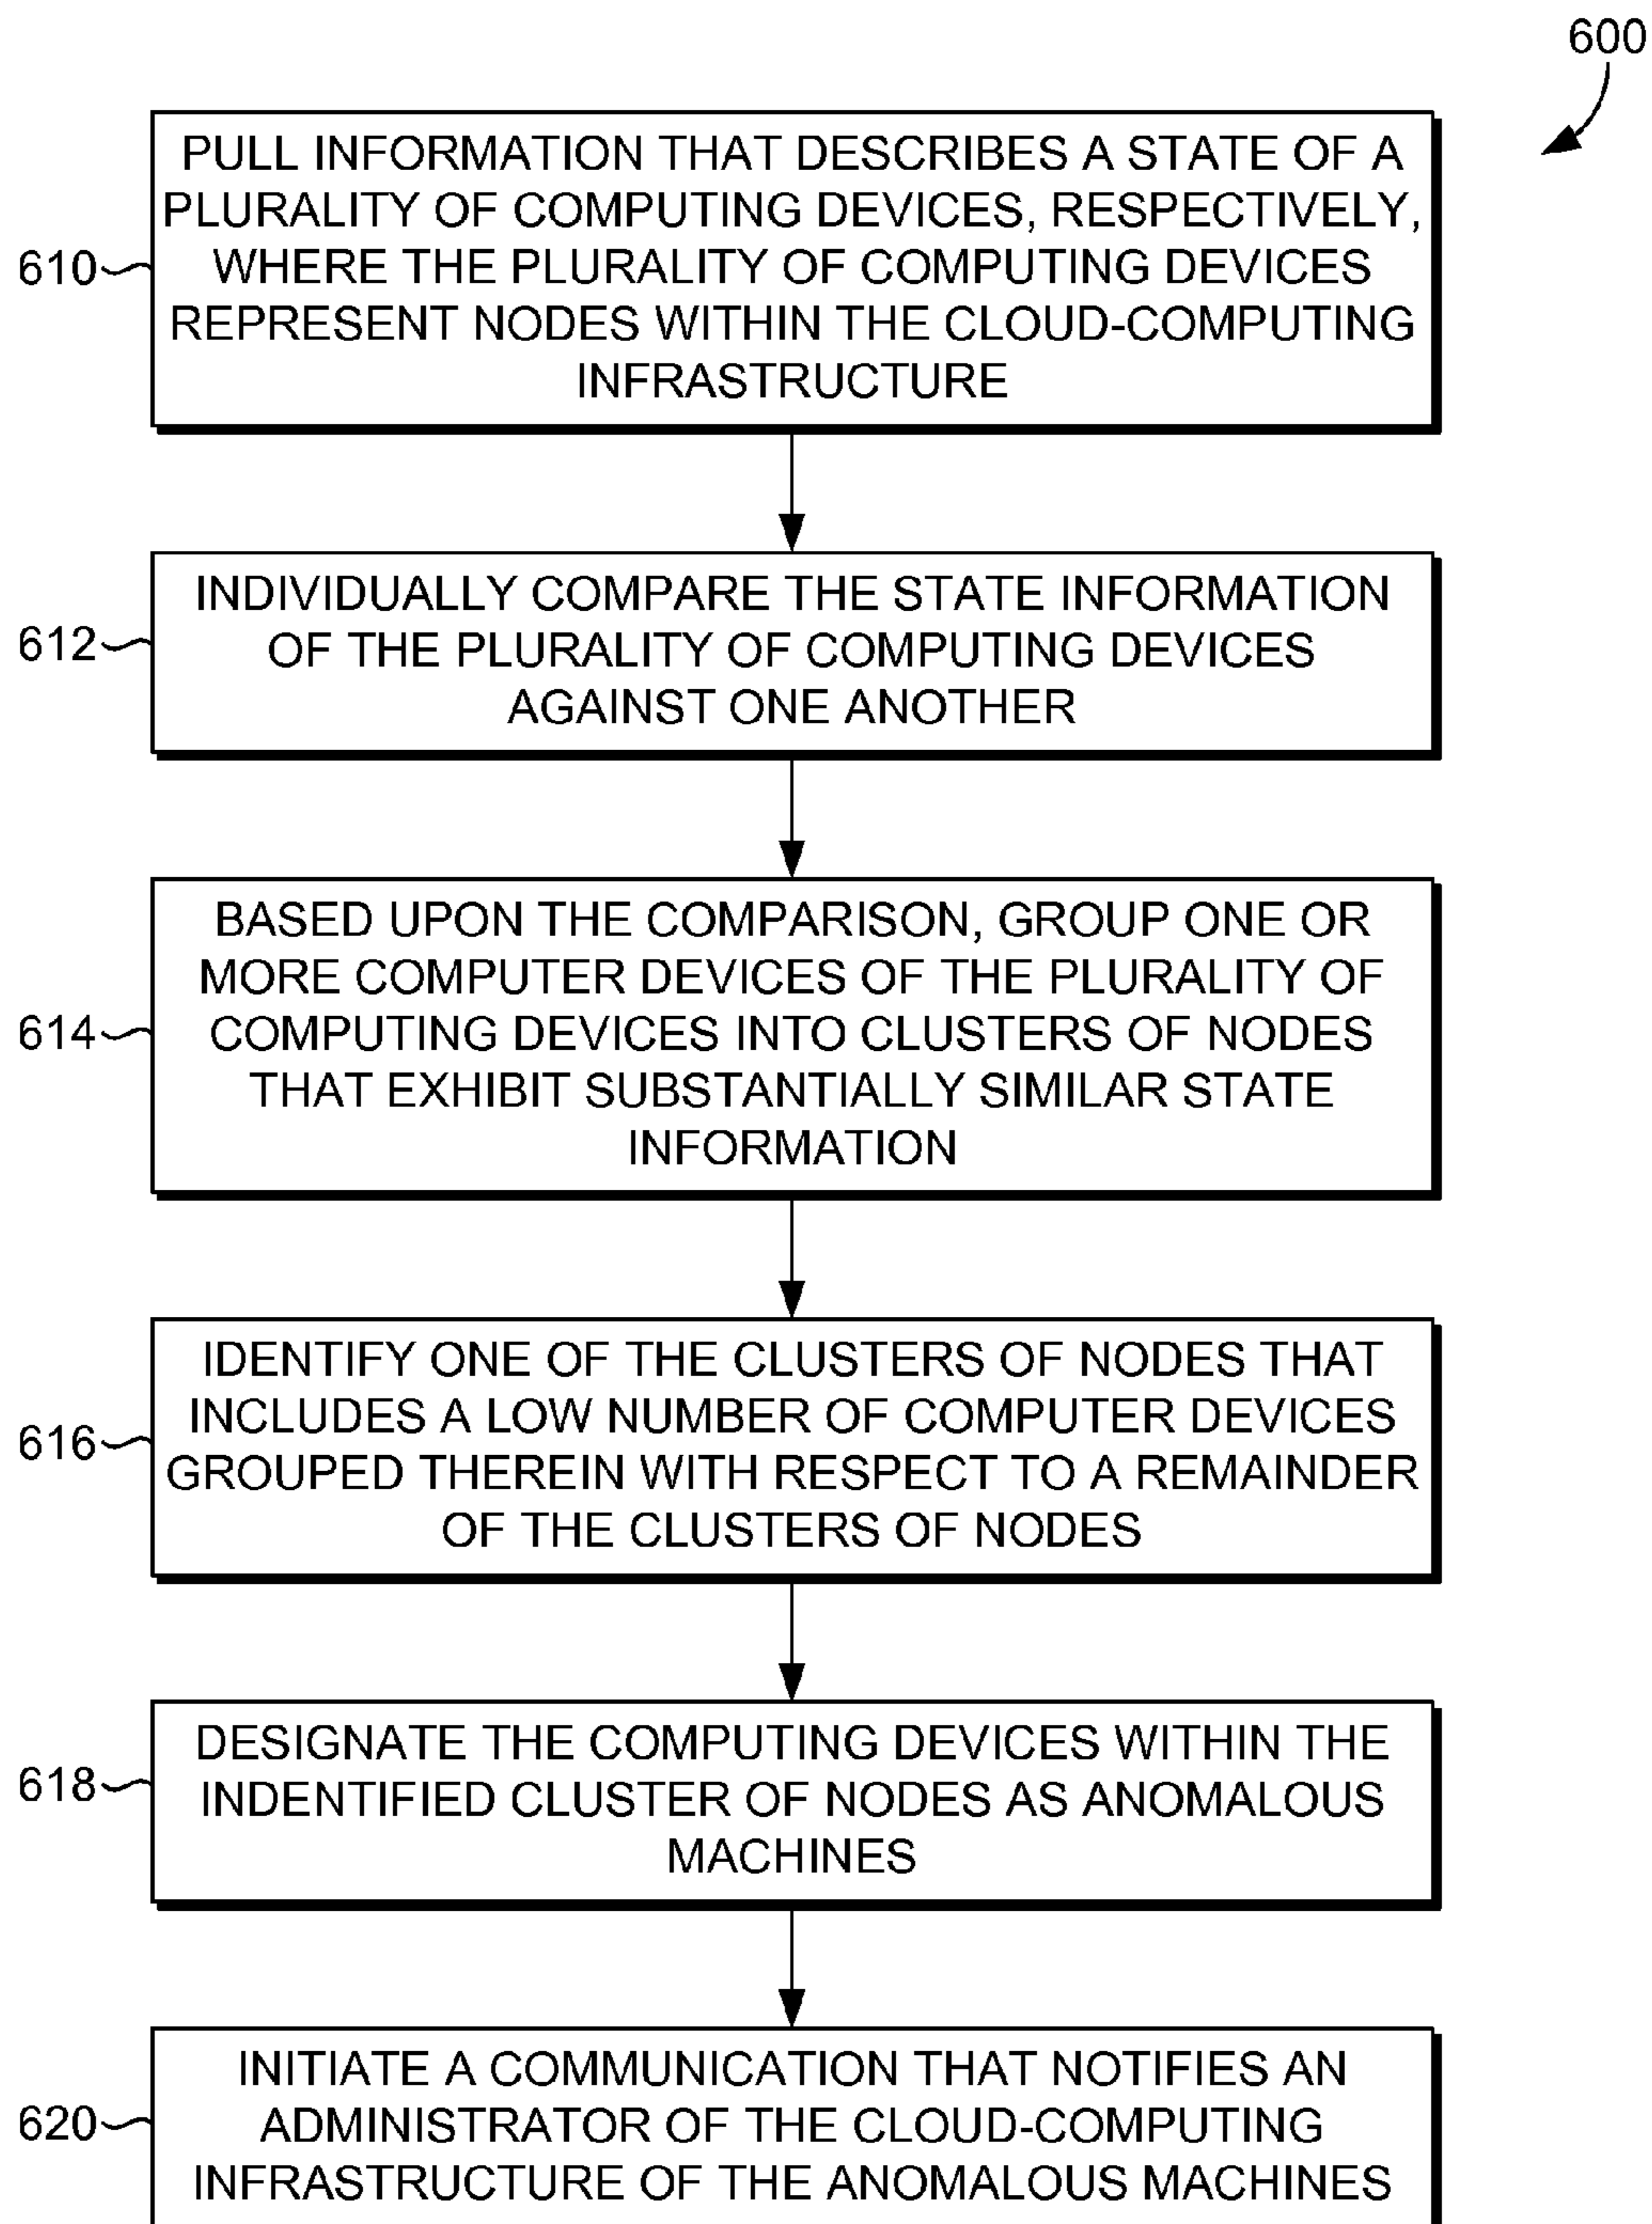 600
PULL INFORMATION THAT DESCRIBES A STATE OF A
PLURALITY OF COMPUTING DEVICES, RESPECTIVELY,
610
WHERE THE PLURALITY OF COMPUTING DEVICES
REPRESENT NODES WITHIN THE CLOUD-COMPUTING
INFRASTRUCTURE
INDIVIDUALLY COMPARE THE STATE INFORMATION
612
OF THE PLURALITY OF COMPUTING DEVICES
AGAINST ONE ANOTHER
BASED UPON THE COMPARISON, GROUP ONE OR
MORE COMPUTER DEVICES OF THE PLURALITY OF
614
COMPUTING DEVICES INTO CLUSTERS OF NODES
THAT EXHIBIT SUBSTANTIALLY SIMILAR STATE
INFORMATION
IDENTIFY ONE OF THE CLUSTERS OF NODES THAT
INCLUDES A LOW NUMBER OF COMPUTER DEVICES
616
GROUPED THEREIN WITH RESPECT TO A REMAINDER
OF THE CLUSTERS OF NODES
DESIGNATE THE COMPUTING DEVICES WITHIN THE
618
INDENTIFIED CLUSTER OF NODES AS ANOMALOUS
MACHINES
INITIATE A COMMUNICATION THAT NOTIFIES AN
620
ADMINISTRATOR OF THE CLOUD-COMPUTING
INFRASTRUCTURE OF THE ANOMALOUS MACHINES